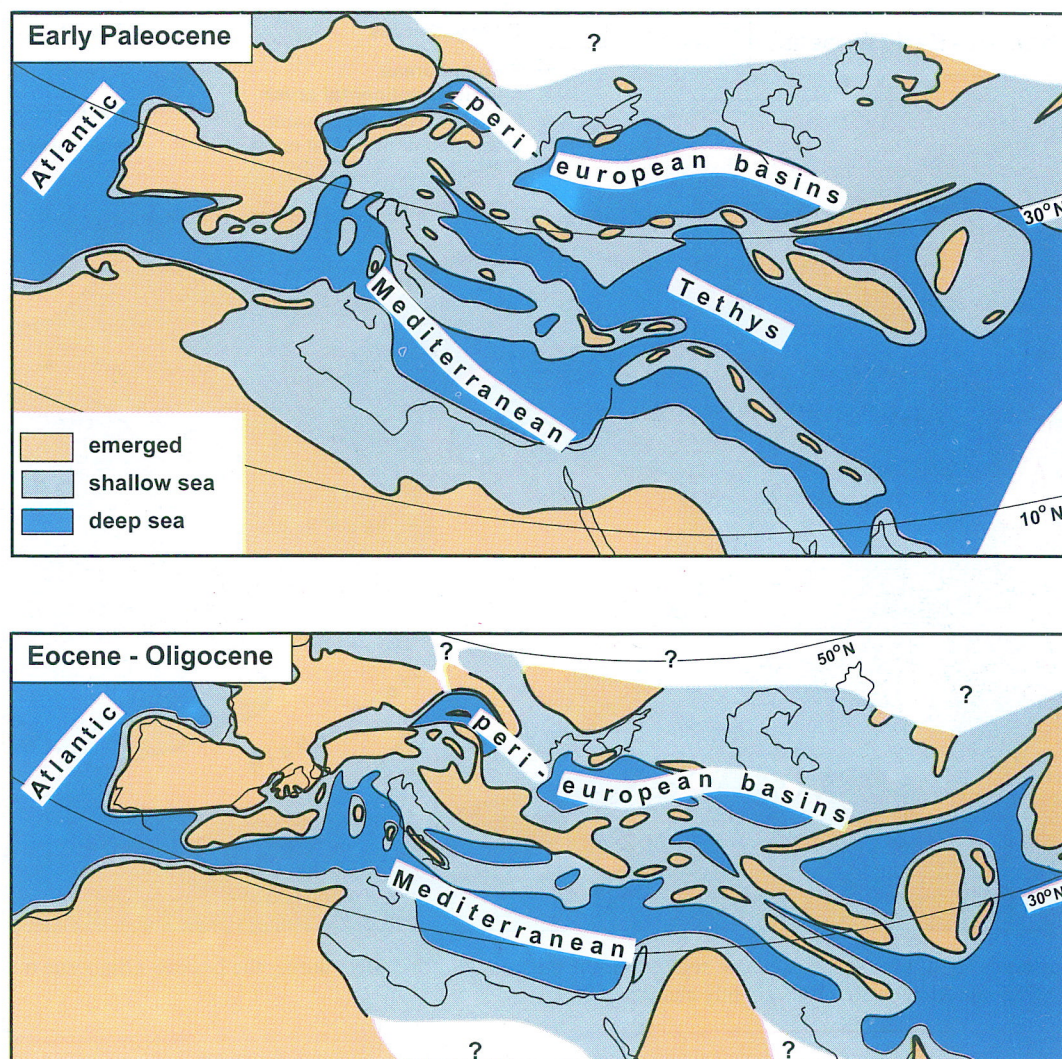 Early Paleocene
?
Atlantic
peri-
european basins
30°N
Tethys
Mediterranean
emerged
shallow sea
deep sea
10°N
Eocene - Oligocene
?
?
50°N
?
Atlantic
peri-
european basins
Mediterranean
30°N
?
?